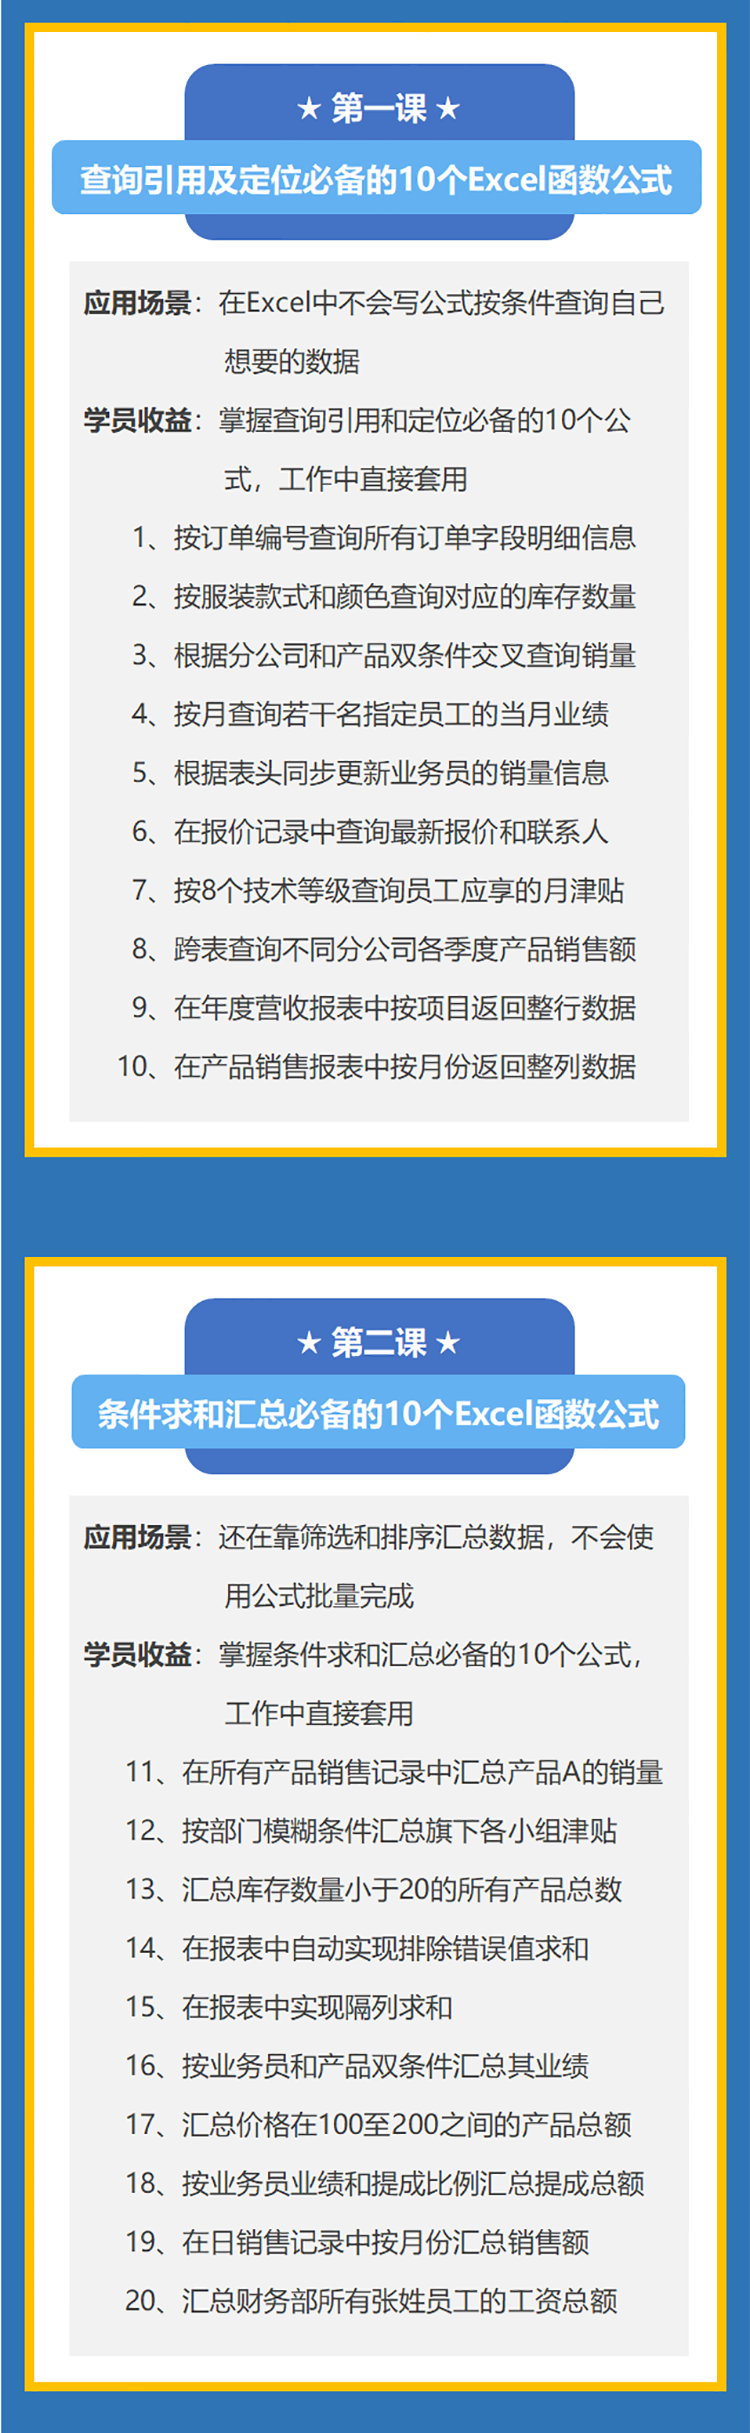 ★ 第一课 ★
查询引用及定位必备的10个Excel函数公式
应用场景：在Excel中不会写公式按条件查询自己
想要的数据
学员收益：掌握查询引用和定位必备的10个公
式，工作中直接套用
1、按订单编号查询所有订单字段明细信息
2、按服装款式和颜色查询对应的库存数量
3、根据分公司和产品双条件交叉查询销量
4、按月查询若干名指定员工的当月业绩
5、根据表头同步更新业务员的销量信息
6、在报价记录中查询最新报价和联系人
7、按8个技术等级查询员工应享的月津贴
8、跨表查询不同分公司各季度产品销售额
9、在年度营收报表中按项目返回整行数据
10、在产品销售报表中按月份返回整列数据
★ 第二课 ★
条件求和汇总必备的10个Excel函数公式
应用场景：还在靠筛选和排序汇总数据，不会使
用公式批量完成
学员收益：掌握条件求和汇总必备的10个公式，
工作中直接套用
11、在所有产品销售记录中汇总产品A的销量
12、按部门模糊条件汇总旗下各小组津贴
13、汇总库存数量小于20的所有产品总数
14、在报表中自动实现排除错误值求和
15、在报表中实现隔列求和
16、按业务员和产品双条件汇总其业绩
17、汇总价格在100至200之间的产品总额
18、按业务员业绩和提成比例汇总提成总额
19、在日销售记录中按月份汇总销售额
20、汇总财务部所有张姓员工的工资总额